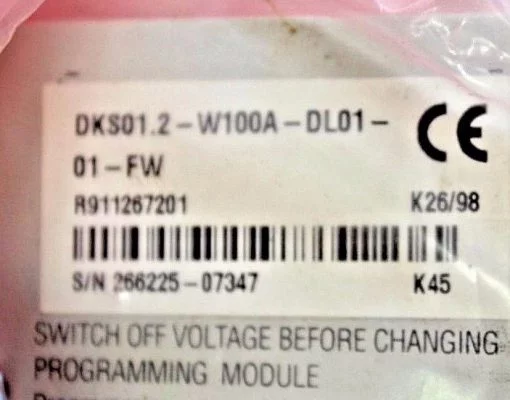 DKS01.2-W100A-DL01-
01-FW
CE
R911267201 K26/98
S/N 266225-07347 K45
SWITCH OFF VOLTAGE BEFORE CHANGING
PROGRAMMING MODULE